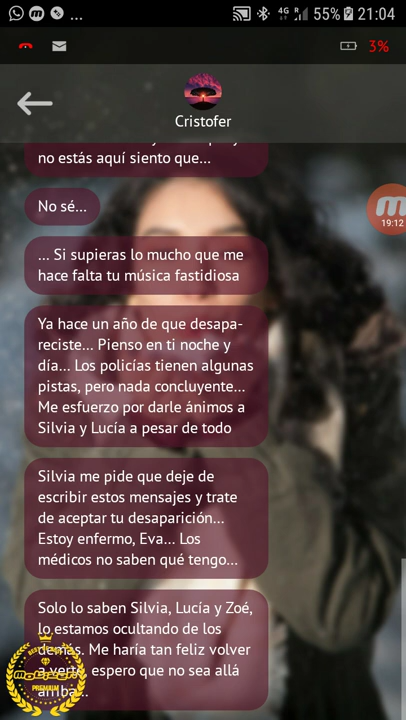 ...
4G
R
55%
21:04
3%
Cristofer
no estás aquí siento que...
No sé...
... Si supieras lo mucho que me
hace falta tu música fastidiosa
19:12
Ya hace un año de que desapa-
reciste... Pienso en ti noche y
día... Los policías tienen algunas
pistas, pero nada concluyente...
Me esfuerzo por darle ánimos a
Silvia y Lucía a pesar de todo
Silvia me pide que deje de
escribir estos mensajes y trate
de aceptar tu desaparición...
Estoy enfermo, Eva... Los
médicos no saben qué tengo...
Solo lo saben Silvia, Lucía y Zoé,
lo estamos ocultando de los
demás. Me haría tan feliz volver
a verte, espero que no sea allá
arriba...
PREMIUM